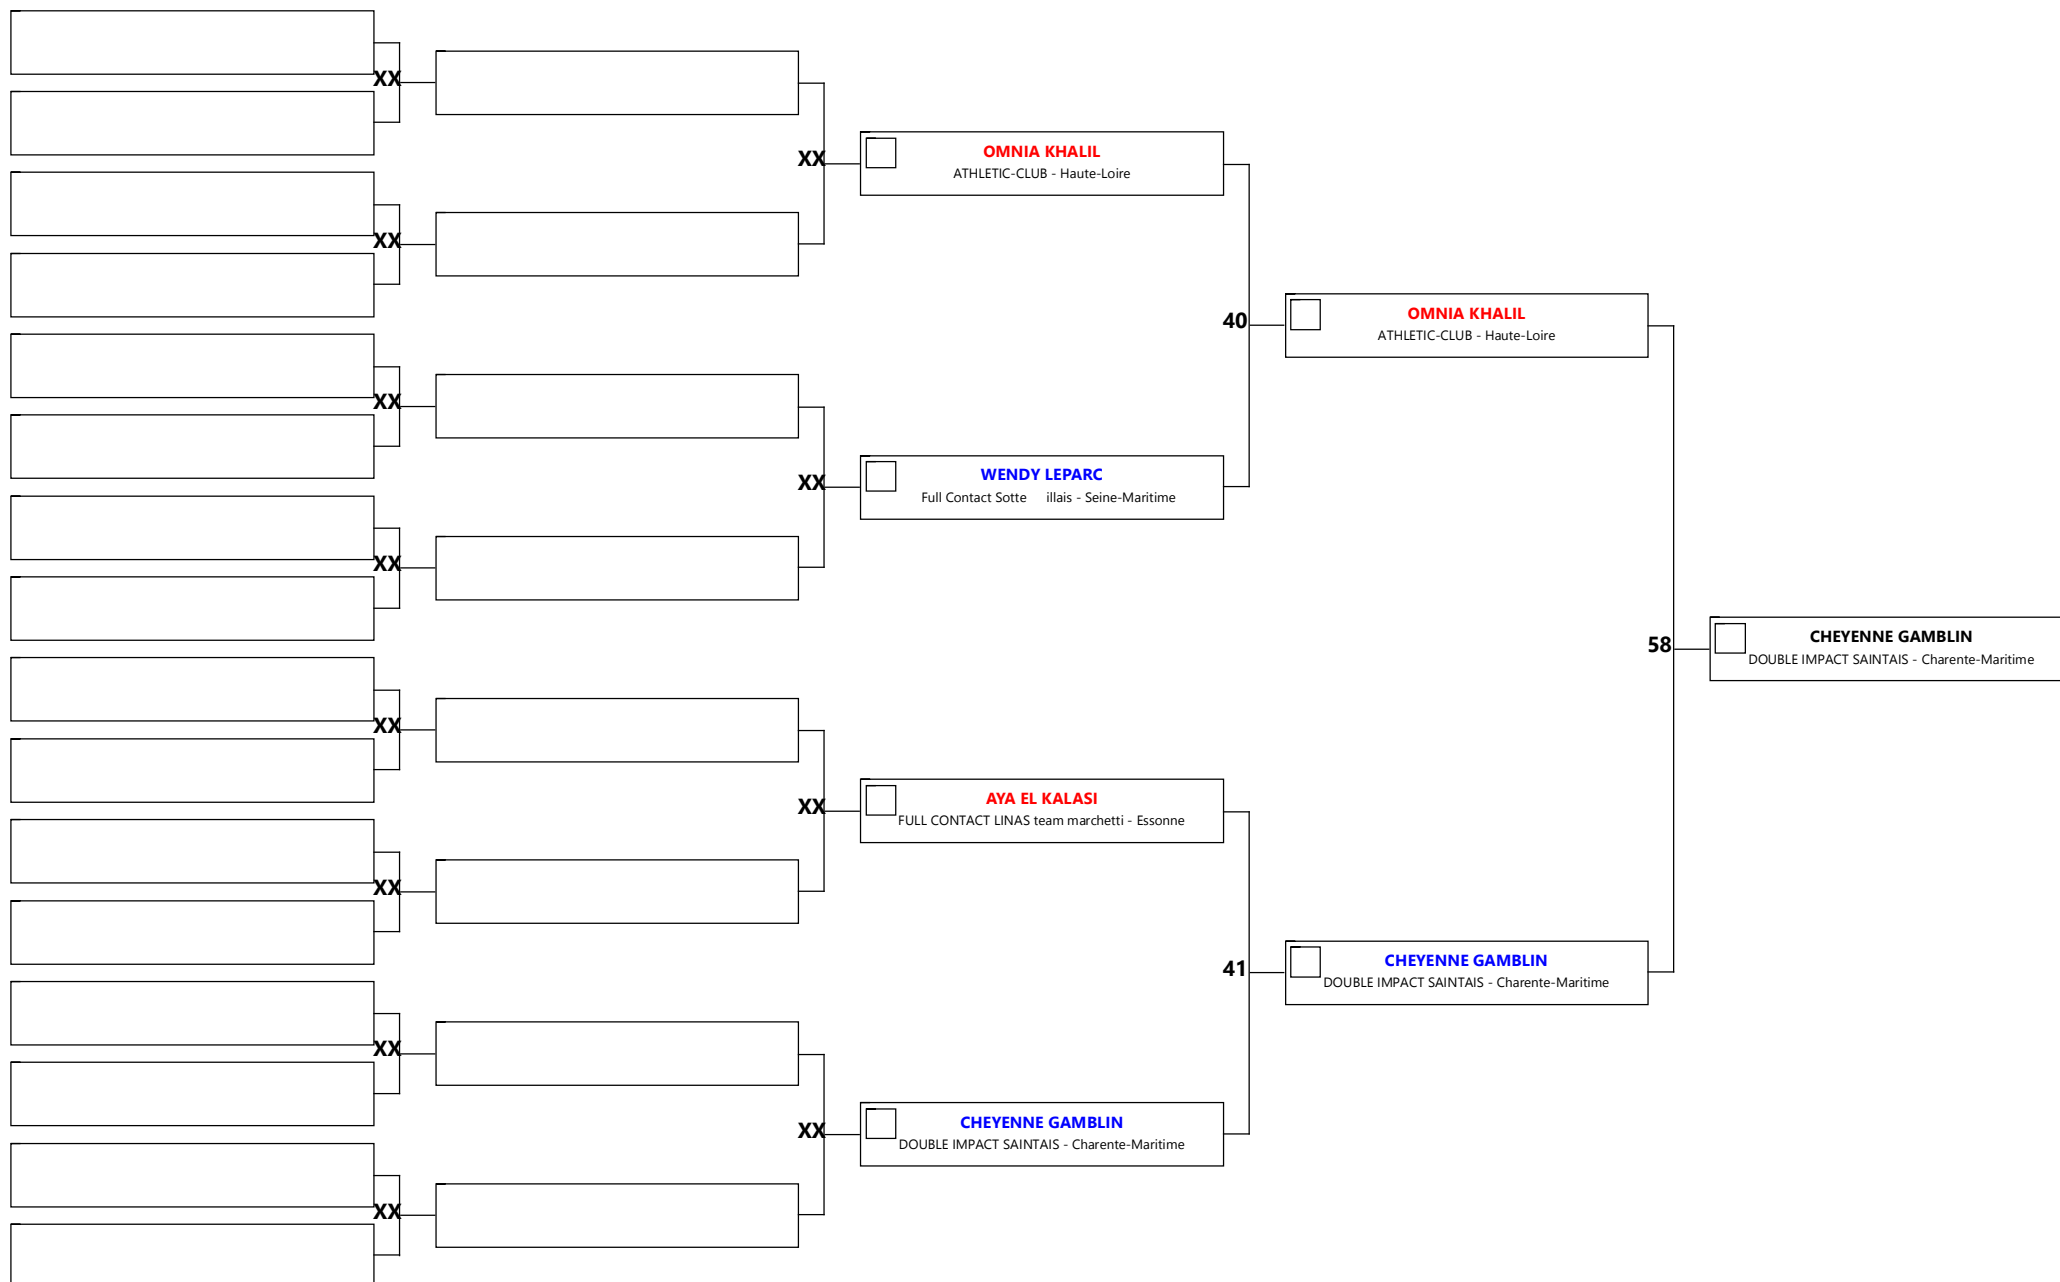 XX
XX
OMNIA KHALIL
ATHLETIC-CLUB - Haute-Loire
XX
40
OMNIA KHALIL
ATHLETIC-CLUB - Haute-Loire
XX
XX
WENDY LEPARC
Full Contact Sotte illais - Seine-Maritime
XX
58
CHEYENNE GAMBLIN
DOUBLE IMPACT SAINTAIS - Charente-Maritime
XX
XX
AYA EL KALASI
FULL CONTACT LINAS team marchetti - Essonne
XX
41
CHEYENNE GAMBLIN
DOUBLE IMPACT SAINTAIS - Charente-Maritime
XX
XX
CHEYENNE GAMBLIN
DOUBLE IMPACT SAINTAIS - Charente-Maritime
XX